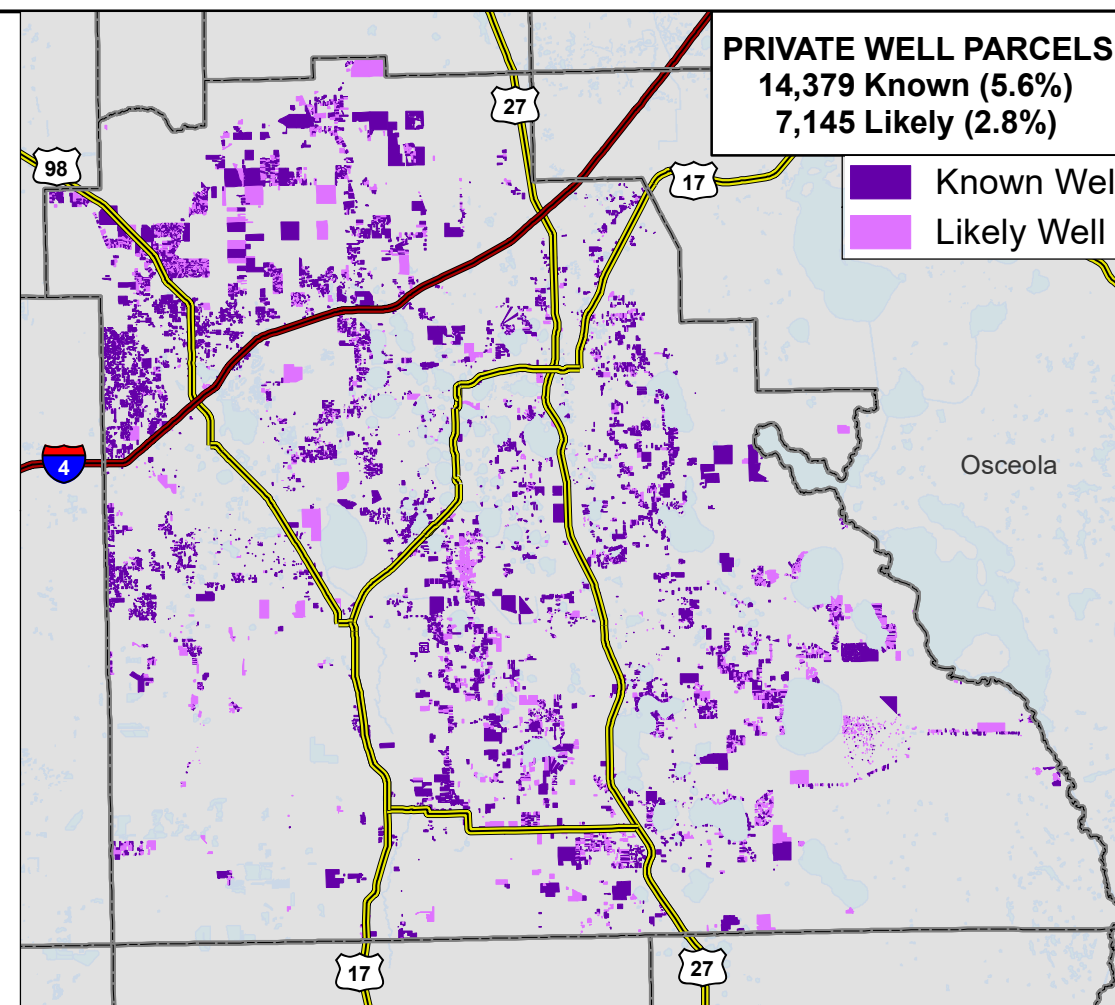 PRIVATE WELL PARCELS
14,379 Known (5.6%)
7,145 Likely (2.8%)
Known Wel
Likely Well
27
98
17
4
Osceola
17
27